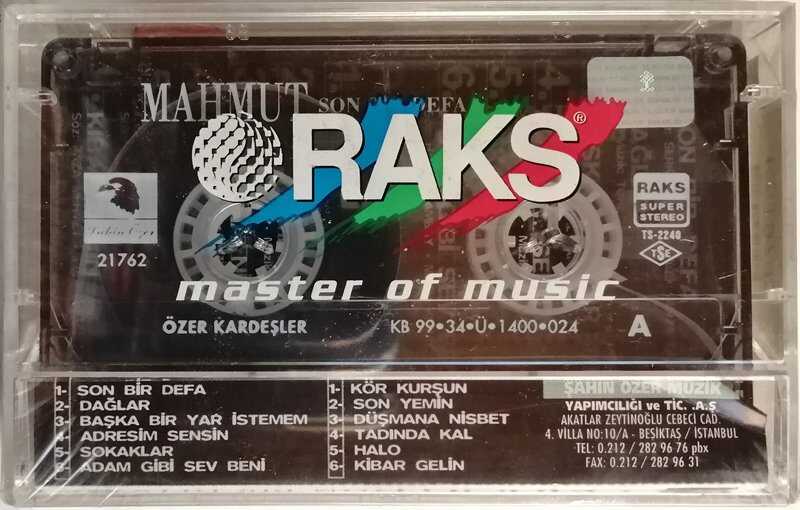 MAHMUT SON DEFA
RAKS®
RAKS
SUPER
STEREO
TS-2240
TSE
Şahin Özer
21762
master of music
ÖZER KARDEŞLER
KB 99•34•Ü•1400•024
A
1- SON BİR DEFA
2- DAĞLAR
3- BAŞKA BİR YAR İSTEMEM
4- ADRESİM SENSİN
5- SOKAKLAR
6- ADAM GİBİ SEV BENİ
1- KÖR KURŞUN
2- SON YEMİN
3- DÜŞMANA NİSBET
4- TADINDA KAL
5- HALO
6- KİBAR GELİN
ŞAHİN ÖZER MÜZİK
YAPIMCILIĞI ve TİC. .A.Ş
AKATLAR ZEYTİNOĞLU CEBECİ CAD.
4. VİLLA NO:10/A - BEŞİKTAŞ / İSTANBUL
TEL: 0.212 / 282 96 76 pbx
FAX: 0.212 / 282 96 31